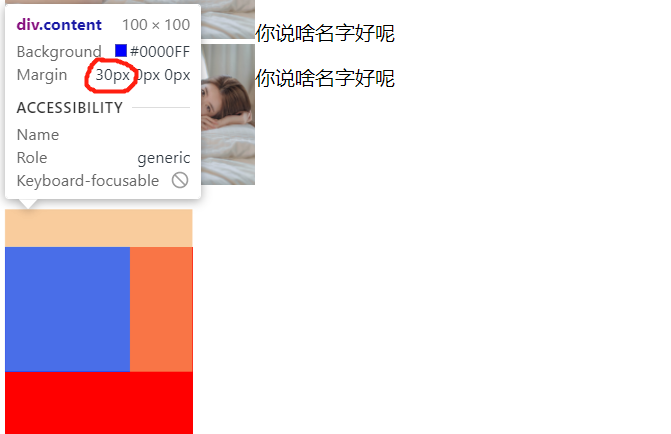 div.content 100 × 100
Background #0000FF
Margin 30px 0px 0px
ACCESSIBILITY
Name
Role generic
Keyboard-focusable
你说啥名字好呢
你说啥名字好呢